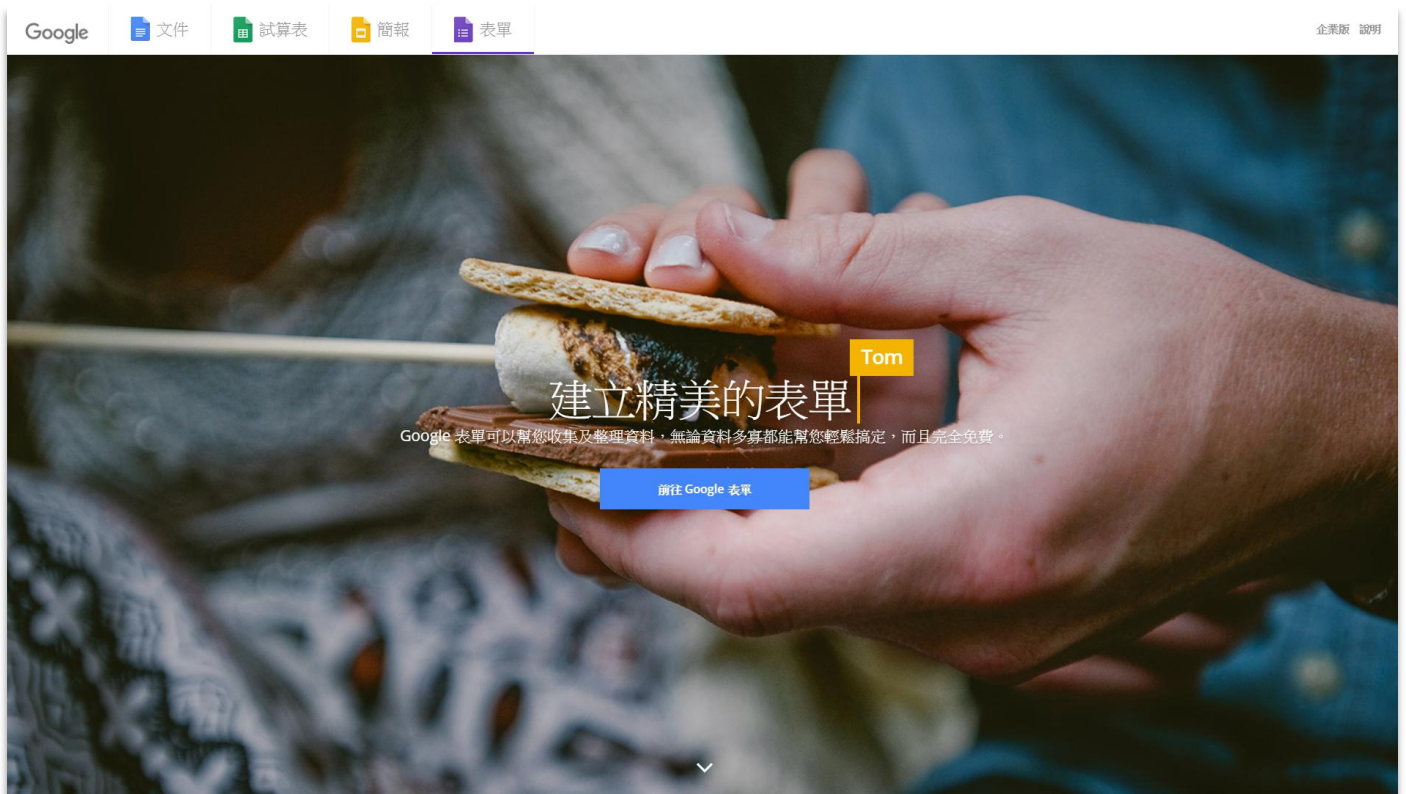 Google 文件 試算表 簡報 表單 企業版 說明
Tom
建立精美的表單
Google 表單可以幫您收集及整理資料，無論資料多寡都能幫您輕鬆搞定，而且完全免費。
前往 Google 表單